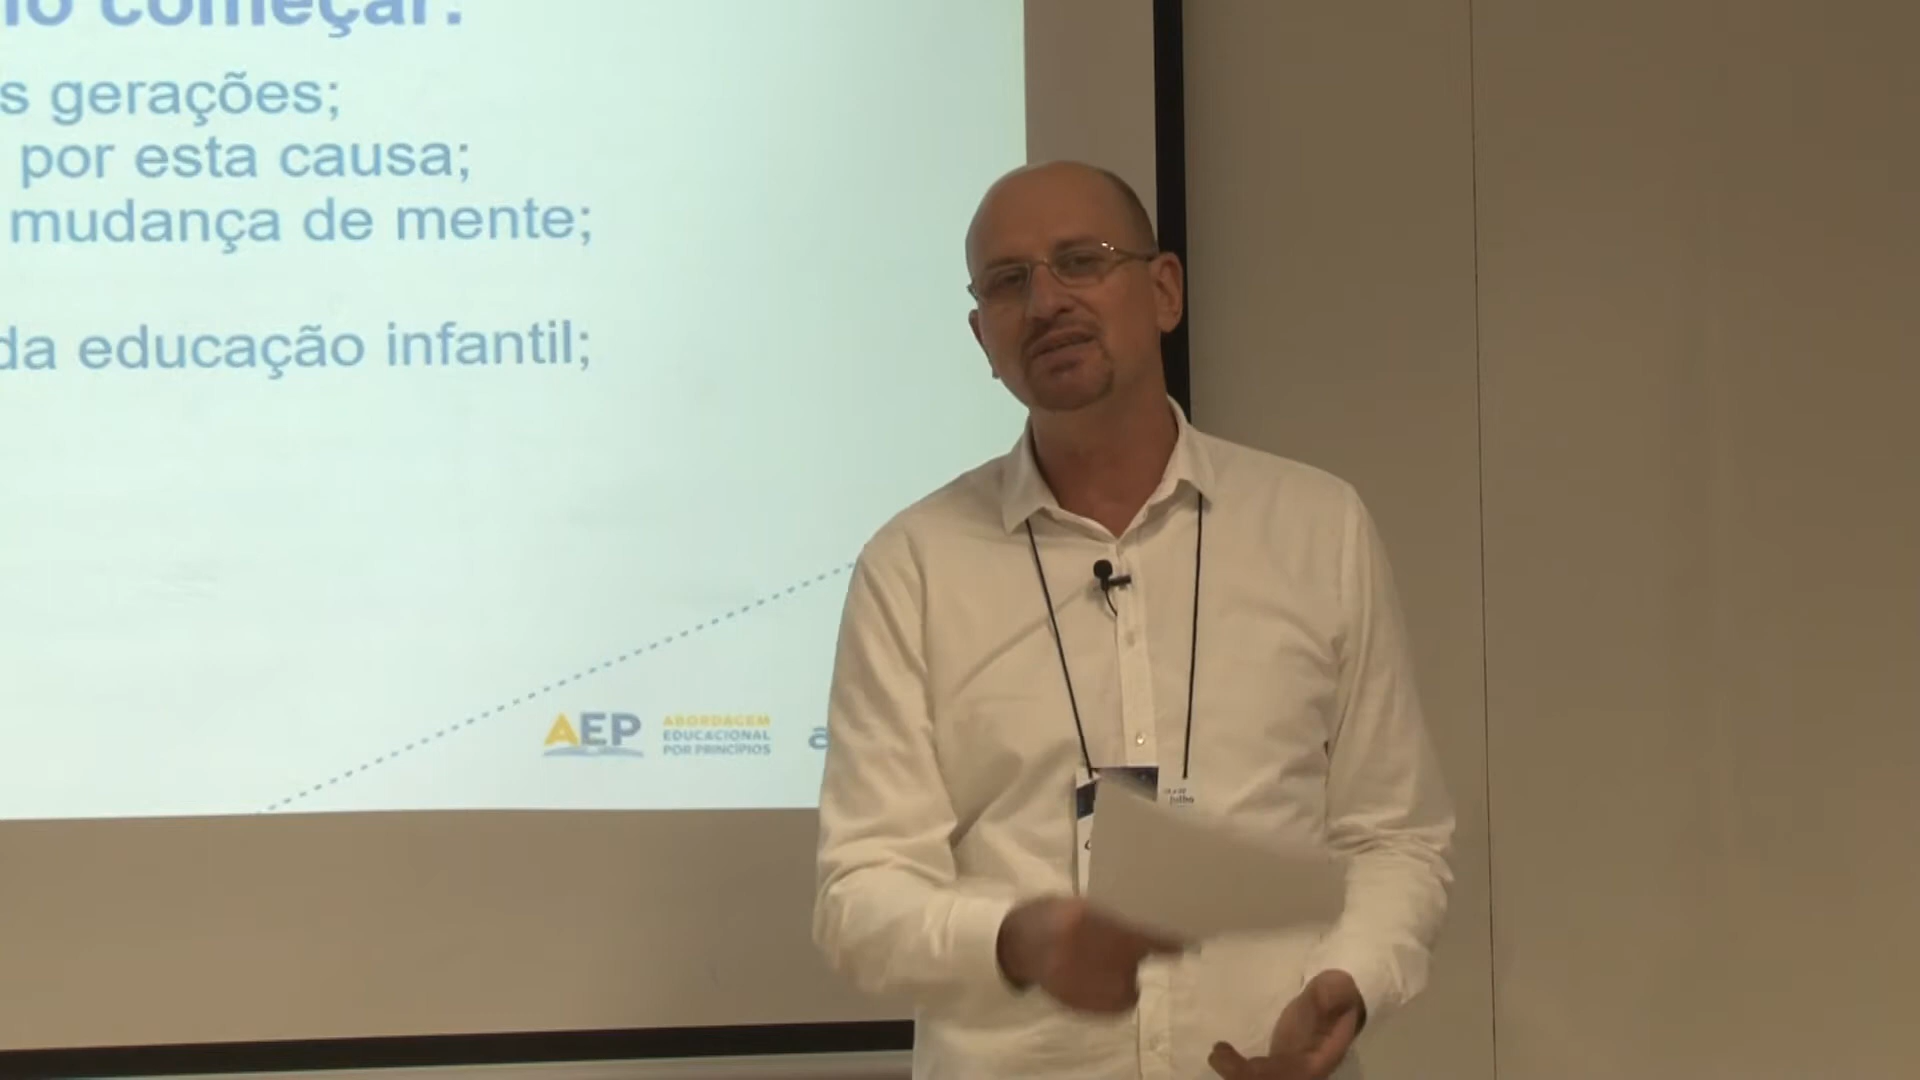 começar:
s gerações;
por esta causa;
mudança de mente;
da educação infantil;
AEP
ABORDAGEM
EDUCACIONAL
POR PRINCÍPIOS
Julho